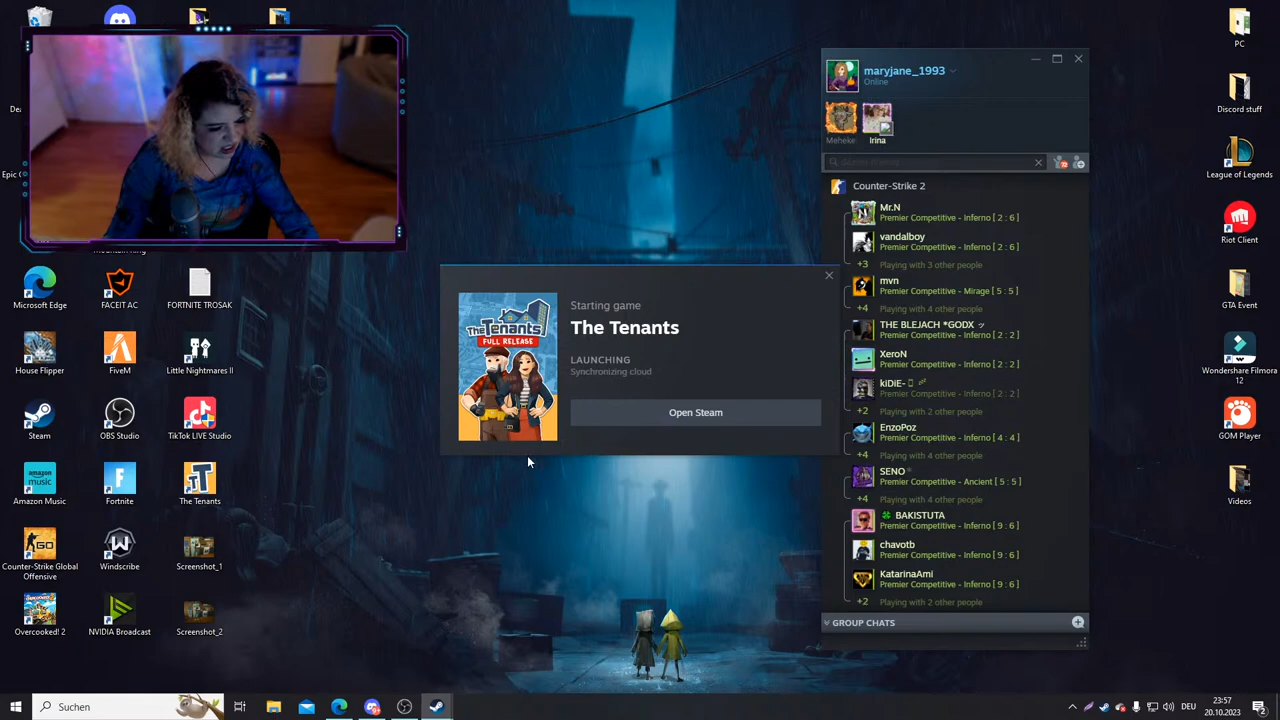 PC
Discord stuff
League of Legends
Riot Client
GTA Event
Wondershare Filmora
12
GOM Player
Videos
Microsoft Edge
FACEIT AC
FORTNITE TROSAK
House Flipper
FiveM
Little Nightmares II
Steam
OBS Studio
TikTok LIVE Studio
amazon
music
Amazon Music
Fortnite
TT
The Tenants
GO
Counter-Strike Global
Offensive
Windscribe
Screenshot_1
Overcooked! 2
NVIDIA Broadcast
Screenshot_2
Starting game
The Tenants
LAUNCHING
Synchronizing cloud
Open Steam
THE TENANTS
FULL RELEASE
maryjane_1993
Online
Meheke
Irina
Counter-Strike 2
Mr.N
Premier Competitive - Inferno [ 2 : 6 ]
vandalboy
Premier Competitive - Inferno [ 2 : 6 ]
+3 Playing with 3 other people
mvn
Premier Competitive - Mirage [ 5 : 5 ]
+4 Playing with 4 other people
THE BLEJACH *GODX ッ
Premier Competitive - Inferno [ 2 : 2 ]
XeroN
Premier Competitive - Inferno [ 2 : 2 ]
kiDiE-
Premier Competitive - Inferno [ 2 : 2 ]
+2 Playing with 2 other people
EnzoPoz
Premier Competitive - Inferno [ 4 : 4 ]
+4 Playing with 4 other people
SENO
Premier Competitive - Ancient [ 5 : 5 ]
+4 Playing with 4 other people
BAKISTUTA
Premier Competitive - Inferno [ 9 : 6 ]
chavotb
Premier Competitive - Inferno [ 9 : 6 ]
KatarinaAmi
Premier Competitive - Inferno [ 9 : 6 ]
+2 Playing with 2 other people
GROUP CHATS
Suchen
DEU
23:57
20.10.2023
2